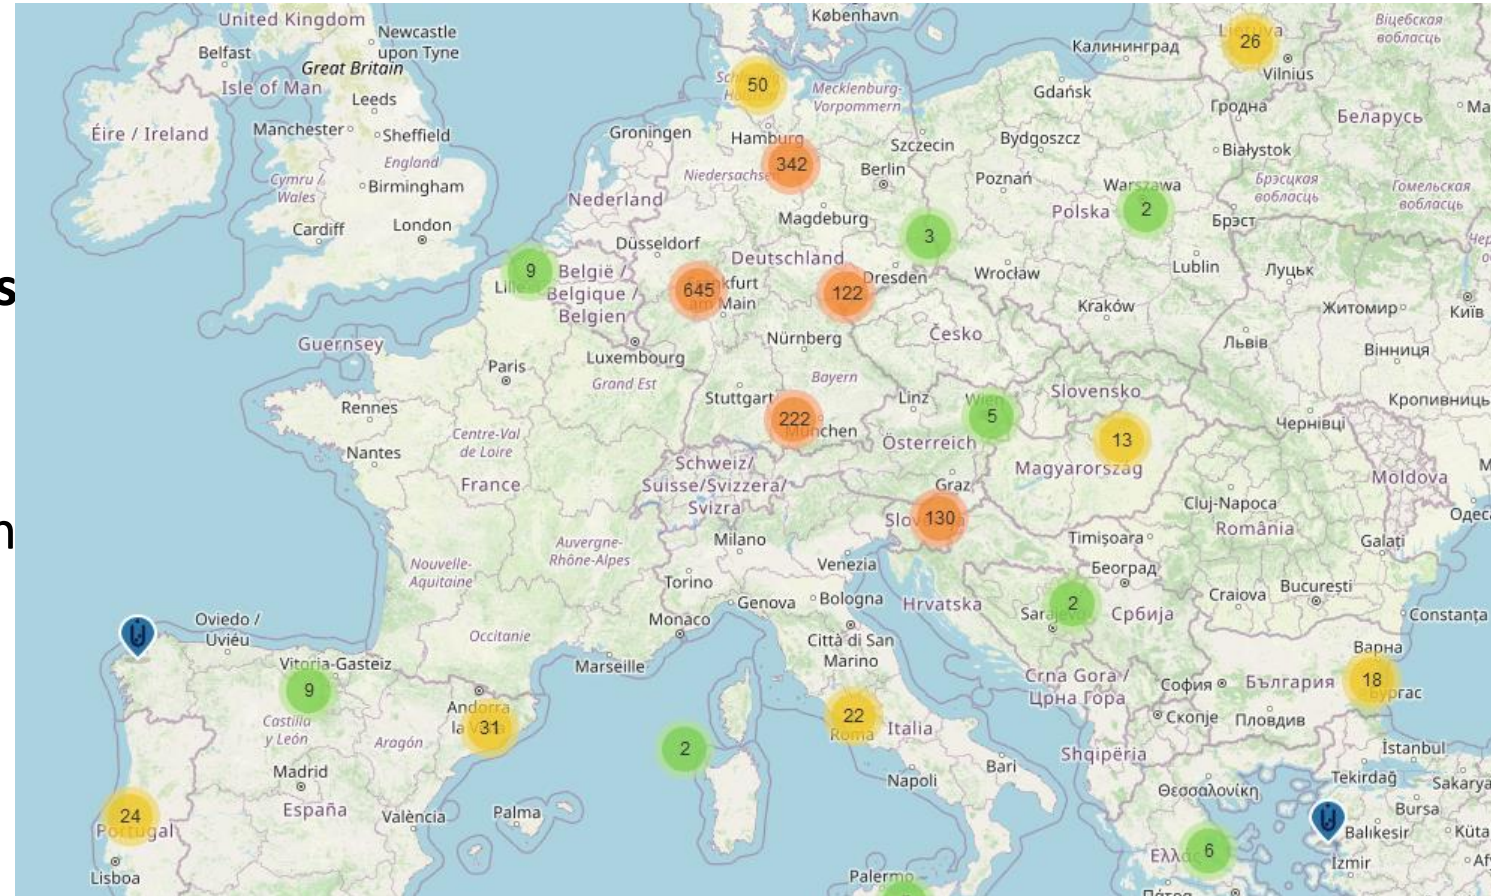 United Kingdom
København
Newcastle
upon Tyne
Belfast
Great Britain
Isle of Man
Leeds
Éire / Ireland
Manchester
Sheffield
England
Cymru /
Wales
Birmingham
Cardiff
London
Guernsey
50
Mecklenburg-
Vorpommern
Калининград
26
Vilnius
Віцебская
вобласць
Gdańsk
Гродна
Беларусь
Groningen
Hamburg
342
Szczecin
Bydgoszcz
Białystok
Berlin
Poznań
Warszawa
2
Polska
Брэсцкая
вобласць
Гомельская
вобласць
Брэст
Nederland
Magdeburg
3
Düsseldorf
Deutschland
9
België /
Belgique /
Belgien
645
am Main
122
Dresden
Wrocław
Lublin
Луцьк
Kraków
Житомир
Київ
Львів
Вінниця
s
Nürnberg
Česko
Luxembourg
Paris
Grand Est
Bayern
Slovensko
Stuttgart
Linz
Wien
5
222
München
13
Rennes
Кропивниць
Чернівці
Centre-Val
de Loire
Nantes
Österreich
Magyarország
Schweiz/
Suisse/Svizzera/
Svizra
France
Graz
Moldova
Cluj-Napoca
România
n
130
Milano
Timișoara
Galați
Одес
Auvergne-
Rhône-Alpes
Nouvelle-
Aquitaine
Venezia
Београд
Torino
Genova
Bologna
Hrvatska
2
Србија
Craiova
București
Constanța
Monaco
Oviedo /
Uviéu
Occitanie
Città di San
Marino
Варна
Vitoria-Gasteiz
Marseille
9
Crna Gora /
Црна Гора
София
България
18
Бургас
Andorra
31
22
Roma
Italia
Скопје
Пловдив
Castilla
y León
Aragón
2
Shqipëria
İstanbul
Madrid
Napoli
Bari
Tekirdağ
Sakarya
Θεσσαλονίκη
España
València
Palma
Bursa
24
Portugal
Balıkesir
Küta
6
Lisboa
Palermo
İzmir